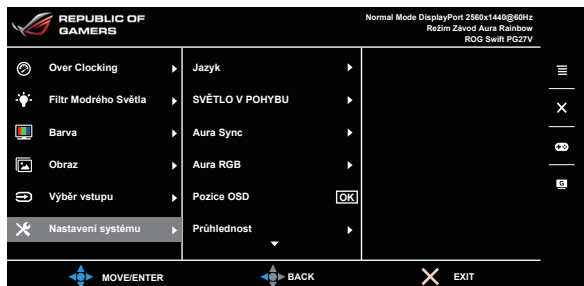 REPUBLIC OF
GAMERS
Normal Mode DisplayPort 2560x1440@60Hz
Režim Závod Aura Rainbow
ROG Swift PG27V
Over Clocking
Filtr Modrého Světla
Barva
Obraz
Výběr vstupu
Nastavení systému
Jazyk
SVĚTLO V POHYBU
Aura Sync
Aura RGB
Pozice OSD OK
Průhlednost
G
MOVE/ENTER
BACK
EXIT